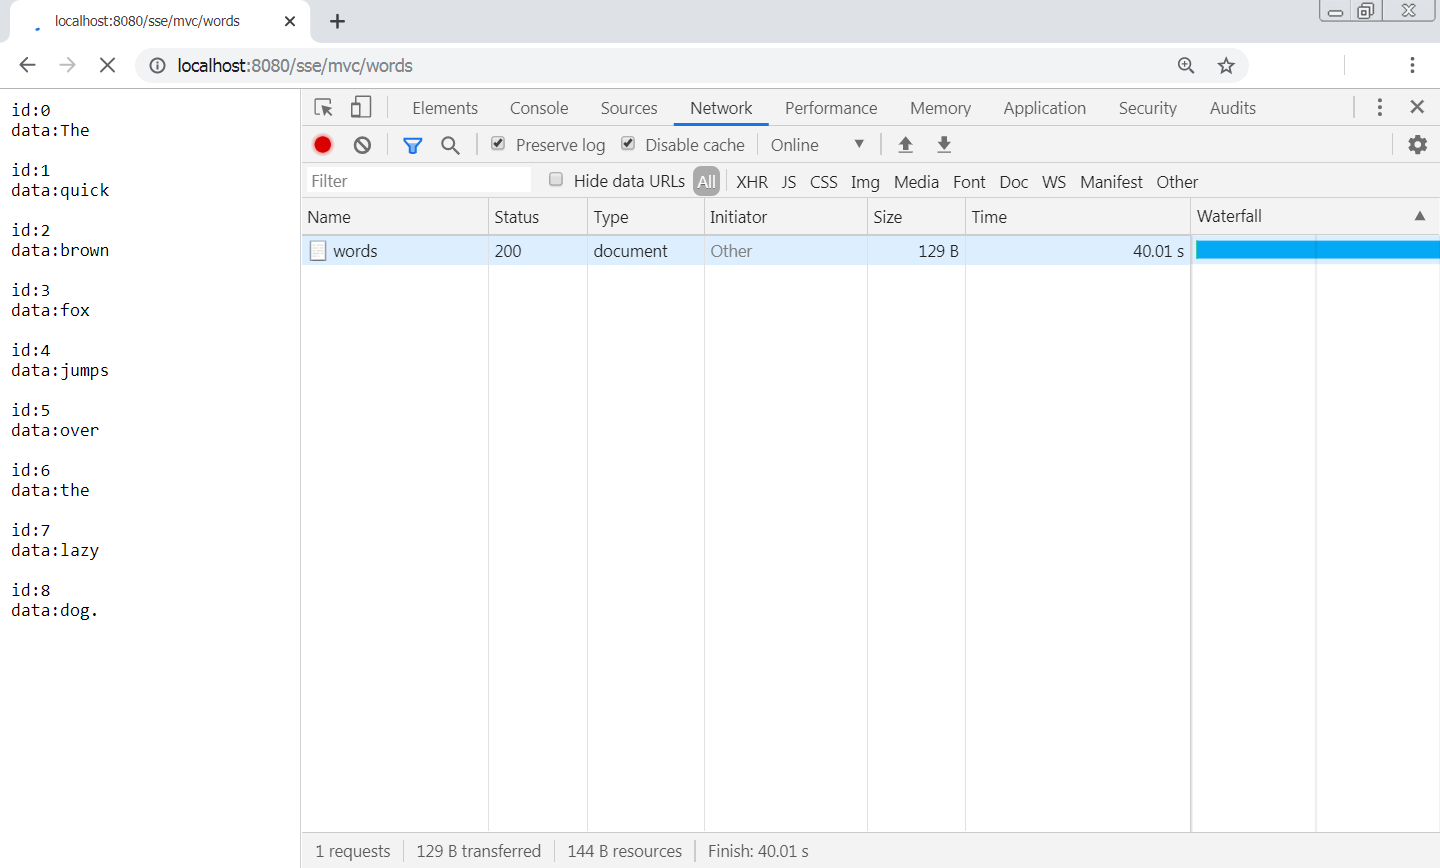 localhost:8080/sse/mvc/words
localhost:8080/sse/mvc/words
id:0
data:The
id:1
data:quick
id:2
data:brown
id:3
data:fox
id:4
data:jumps
id:5
data:over
id:6
data:the
id:7
data:lazy
id:8
data:dog.
Elements Console Sources Network Performance Memory Application Security Audits
Preserve log Disable cache Online
Filter Hide data URLs All XHR JS CSS Img Media Font Doc WS Manifest Other
Name Status Type Initiator Size Time Waterfall
words 200 document Other 129 B 40.01 s
1 requests 129 B transferred 144 B resources Finish: 40.01 s